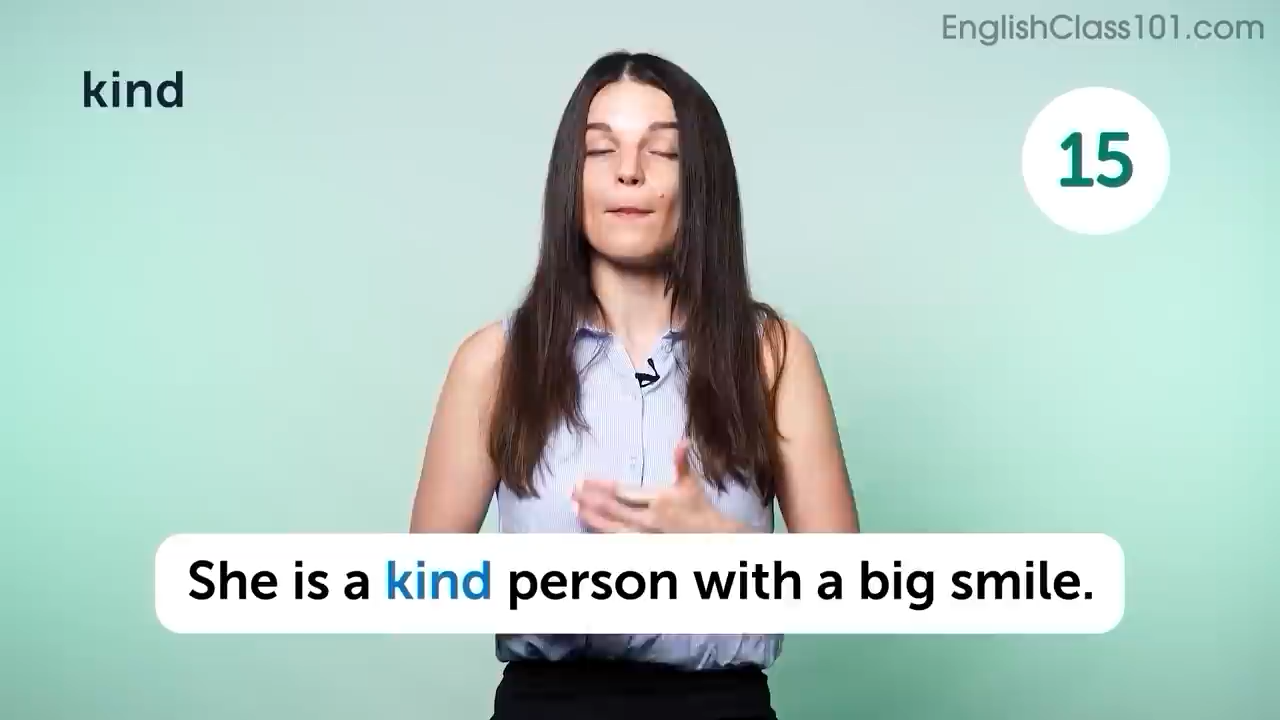 EnglishClass101.com
kind
15
She is a kind person with a big smile.